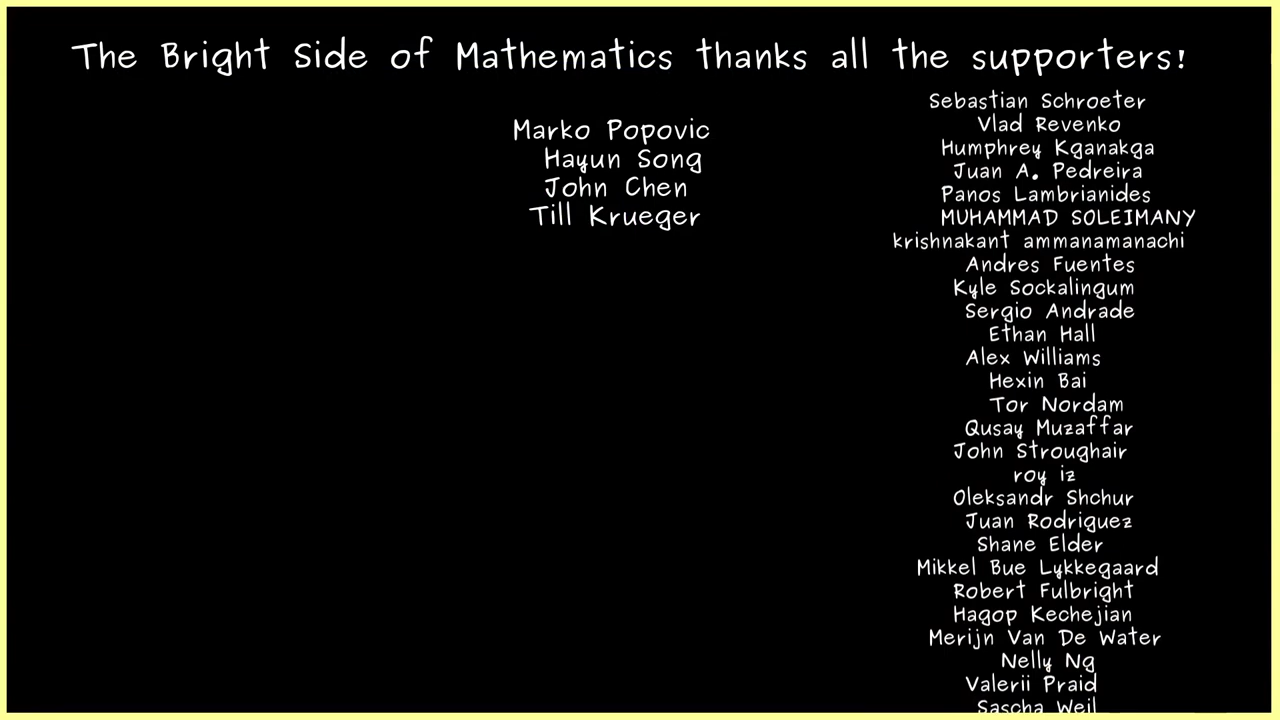 The Bright Side of Mathematics thanks all the supporters!
Marko Popovic
Hayun Song
John Chen
Till Krueger
Sebastian Schroeter
Vlad Revenko
Humphrey Kganakga
Juan A. Pedreira
Panos Lambrianides
MUHAMMAD SOLEIMANY
krishnakant ammanamanachi
Andres Fuentes
Kyle Sockalingum
Sergio Andrade
Ethan Hall
Alex Williams
Hexin Bai
Tor Nordam
Qusay Muzaffar
John Stroughair
roy iz
Oleksandr Shchur
Juan Rodriguez
Shane Elder
Mikkel Bue Lykkegaard
Robert Fulbright
Hagop Kechejian
Merijn Van De Water
Nelly Ng
Valerii Praid
Sascha Weil